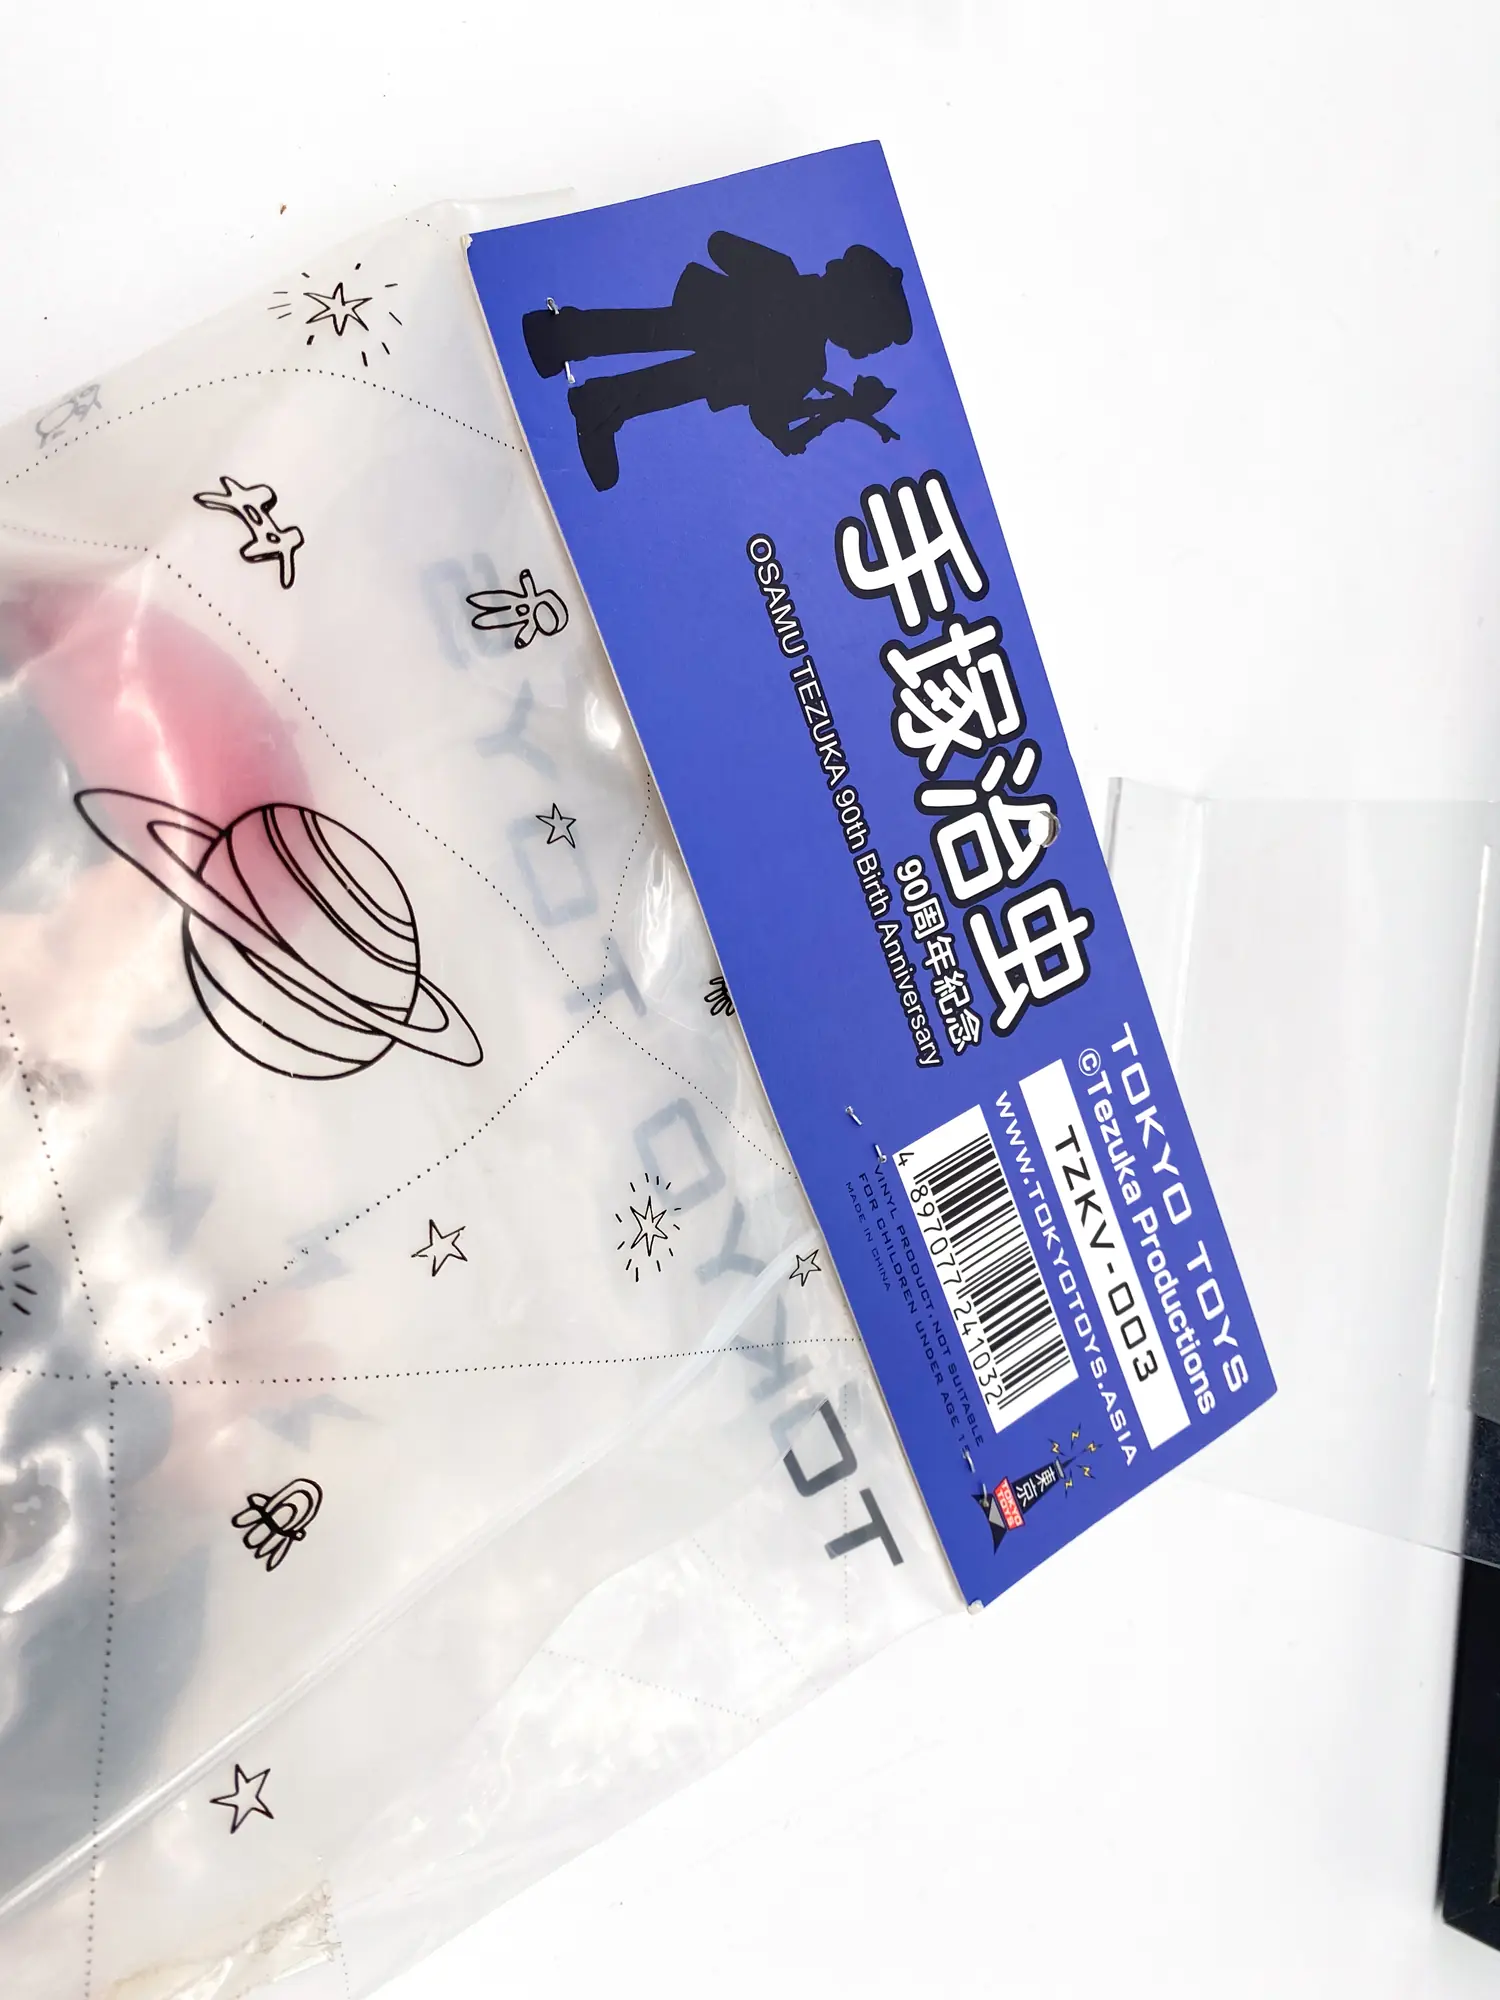 手塚治虫
90周年紀念
OSAMU TEZUKA 90th Birth Anniversary
TOKYO TOYS
©Tezuka Productions
TZKV-003
WWW.TOKYOTOYS.ASIA
4 897077 241032
VINYL PRODUCT, NOT SUITABLE
FOR CHILDREN UNDER AGE 15
MADE IN CHINA
東京
TOKYO
TOYS
TOKYO TOYS